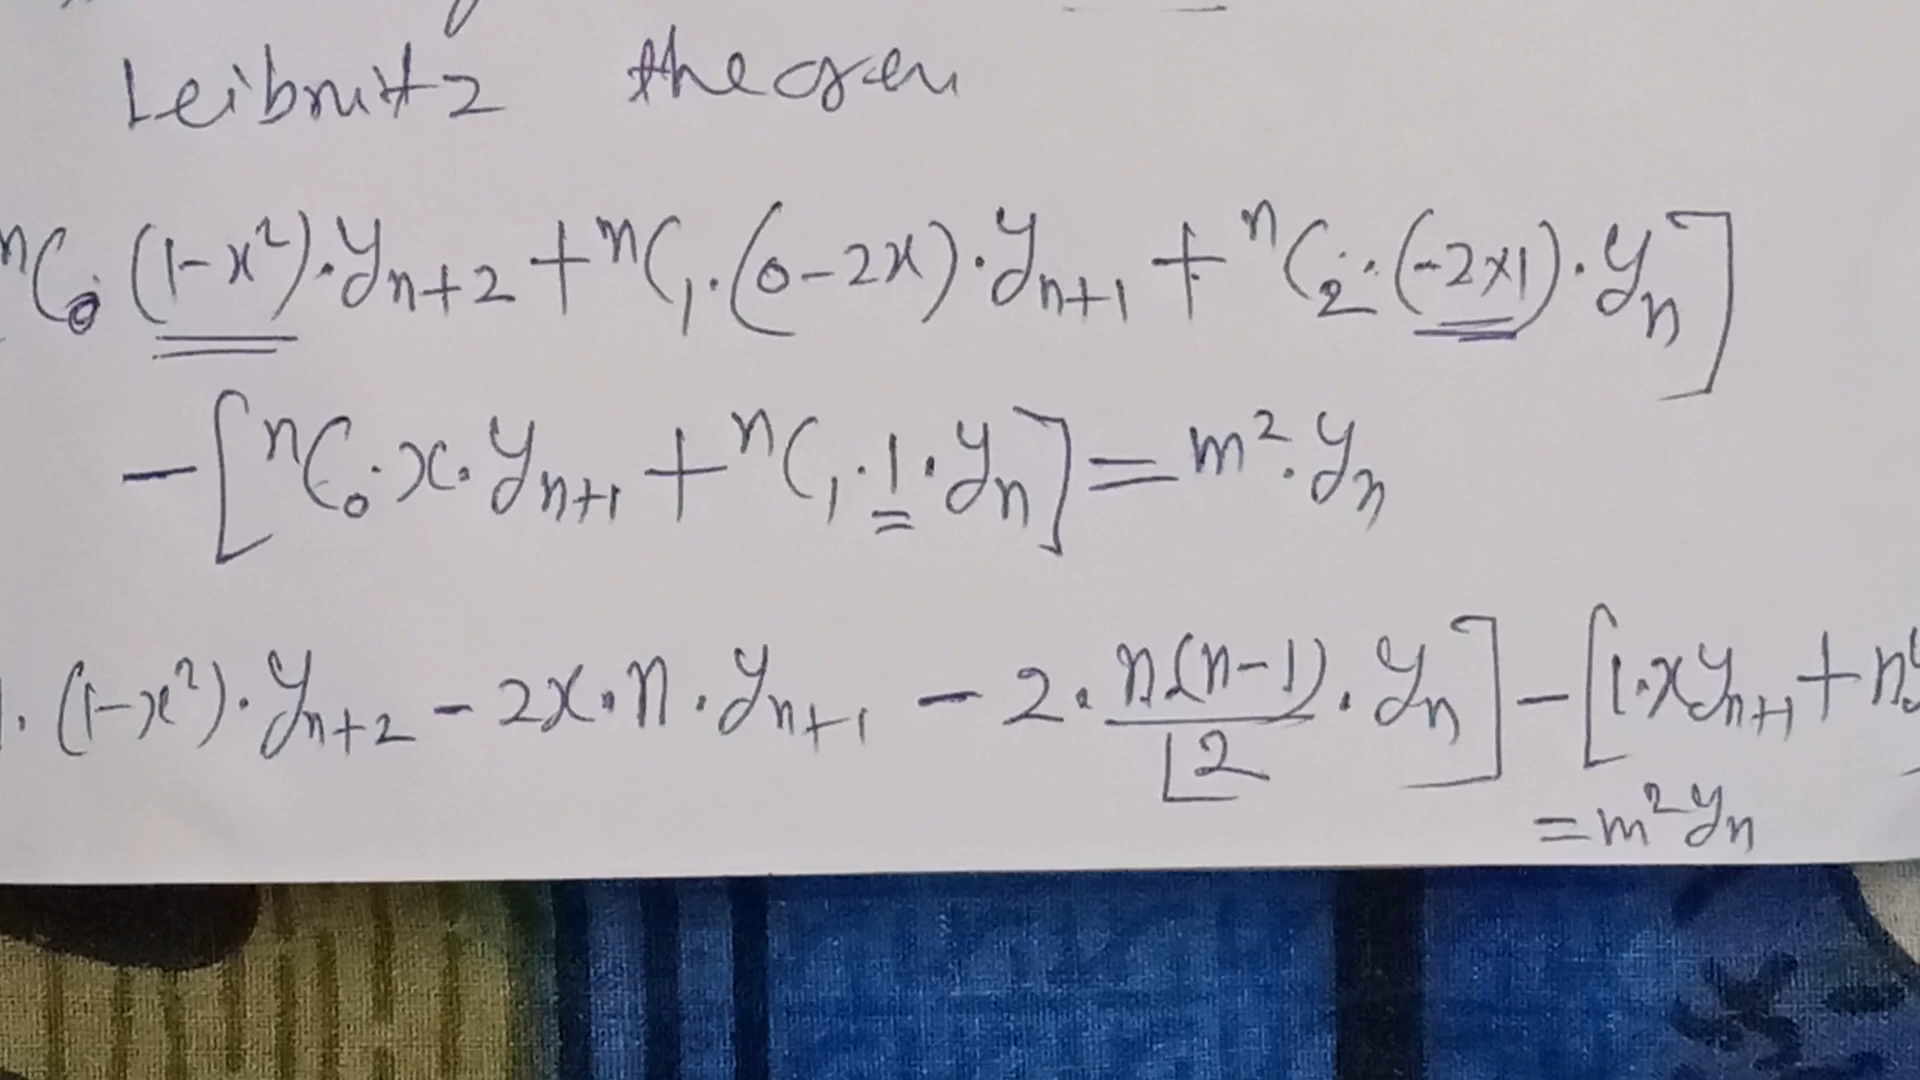 Leibnitz theorem
ⁿC₀.(1-x²).yₙ₊₂ + ⁿC₁.(0-2x).yₙ₊₁ + ⁿC₂.(-2×1).yₙ]
-[ⁿC₀.x.yₙ₊₁ + ⁿC₁.1.yₙ] = m².yₙ
1.(1-x²).yₙ₊₂ - 2x.n.yₙ₊₁ - 2.n(n-1)/⌊2.yₙ] - [1.xyₙ₊₁ + ny
= m²yₙ